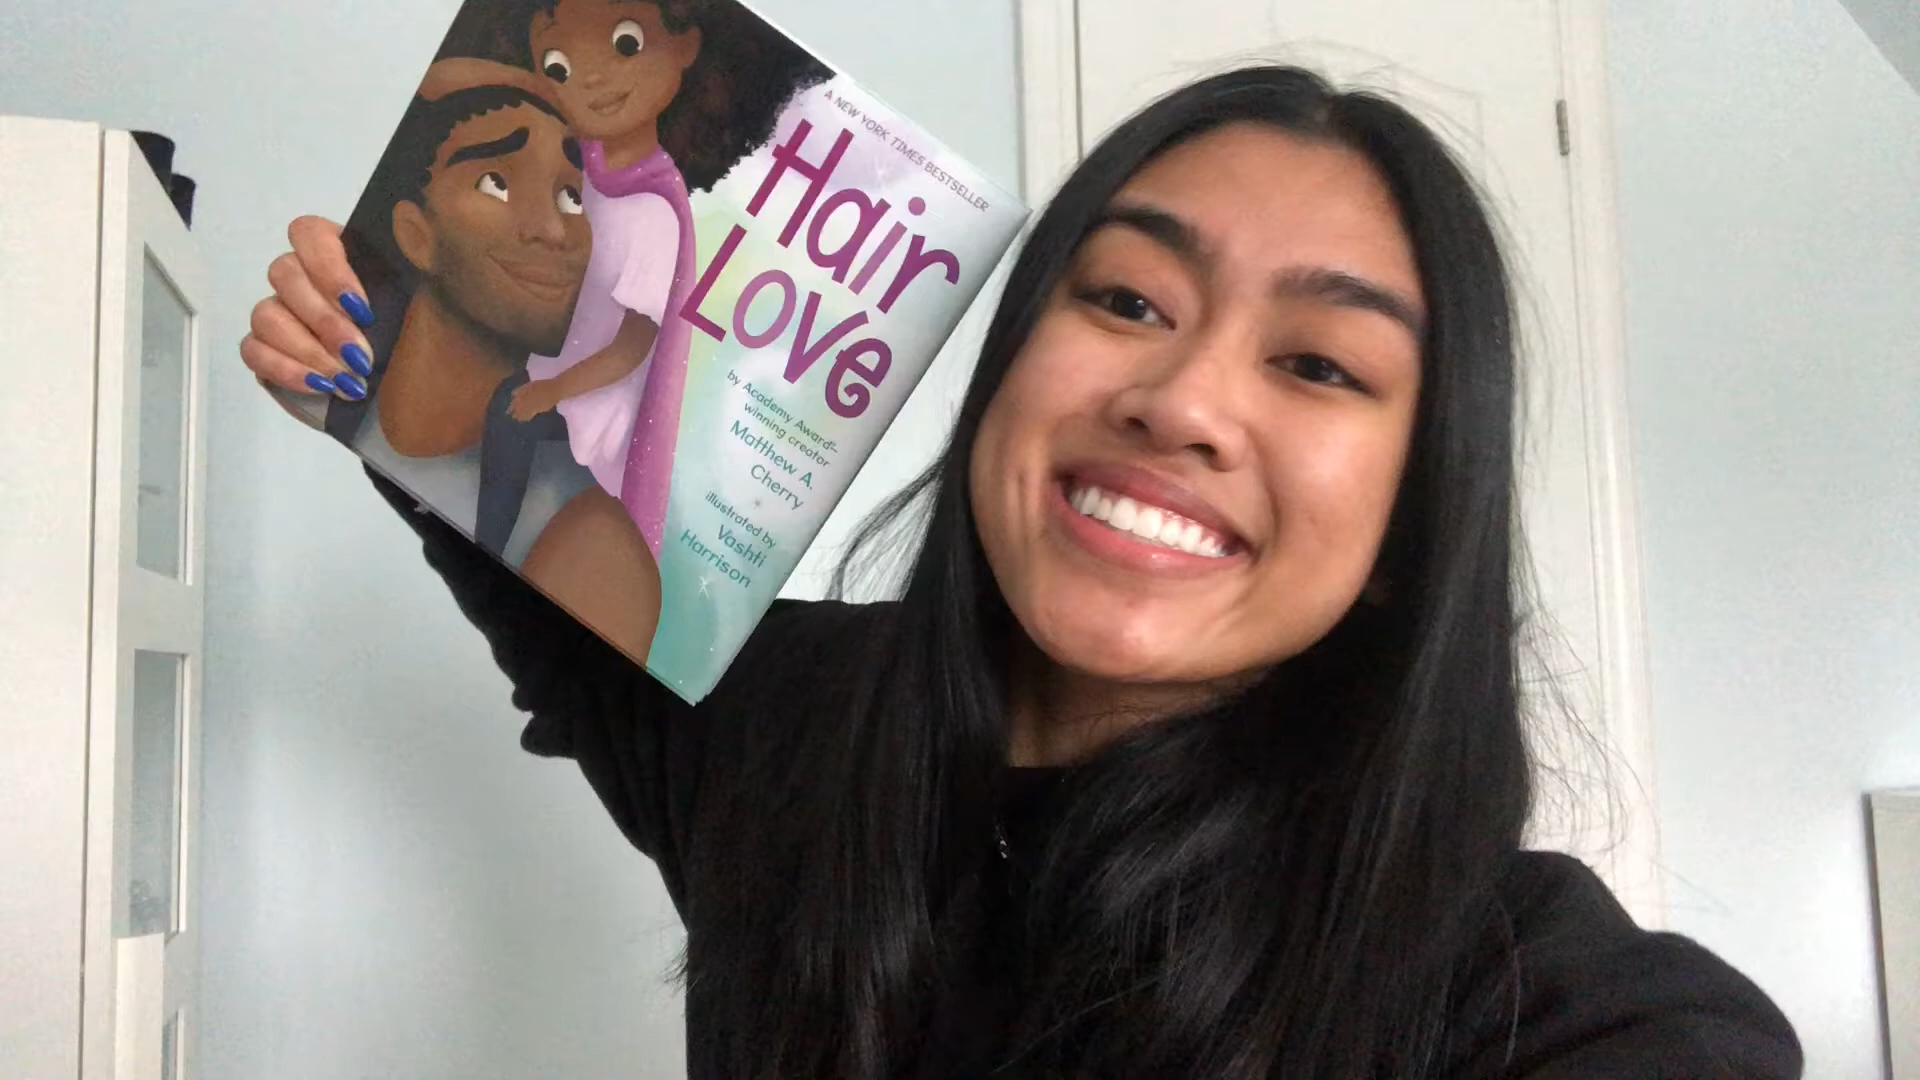 A NEW YORK TIMES BESTSELLER
Hair
Love
by Academy Award–
winning creator
Matthew A.
Cherry
illustrated by
Vashti
Harrison